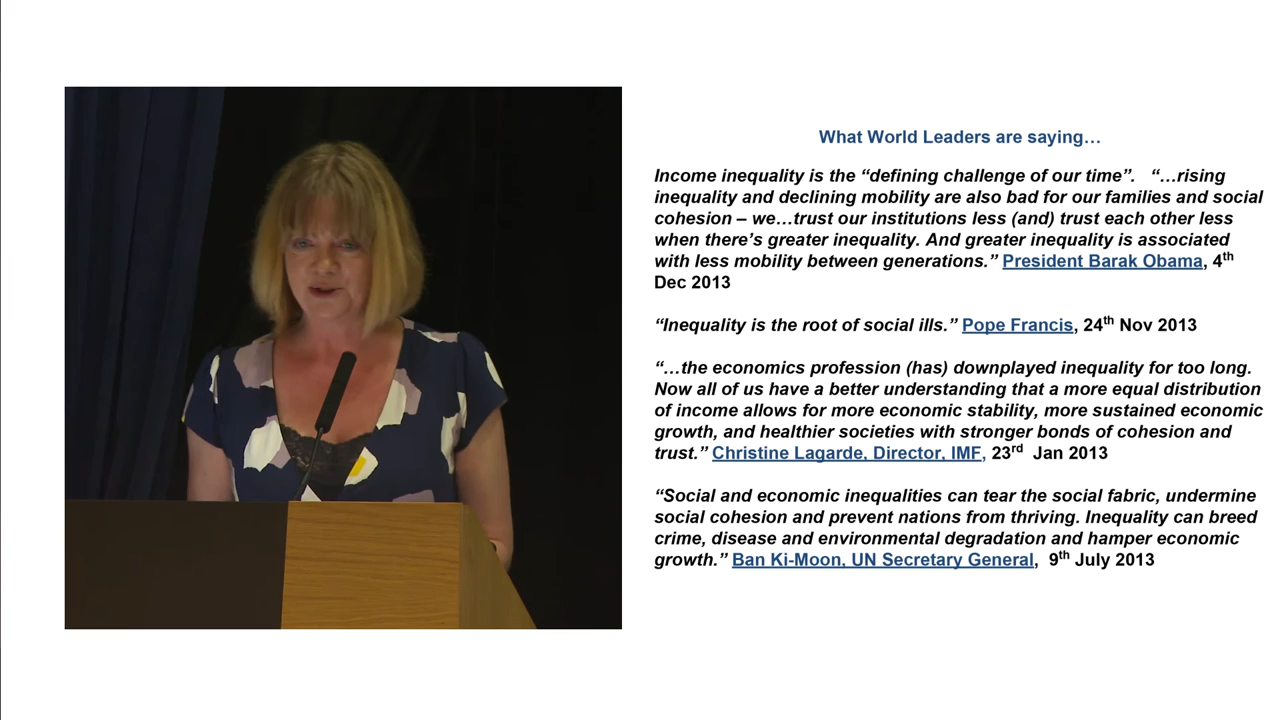 What World Leaders are saying…
Income inequality is the “defining challenge of our time”.   “…rising
inequality and declining mobility are also bad for our families and social
cohesion – we…trust our institutions less (and) trust each other less
when there’s greater inequality. And greater inequality is associated
with less mobility between generations.” President Barak Obama, 4th
Dec 2013
“Inequality is the root of social ills.” Pope Francis, 24th Nov 2013
“…the economics profession (has) downplayed inequality for too long.
Now all of us have a better understanding that a more equal distribution
of income allows for more economic stability, more sustained economic
growth, and healthier societies with stronger bonds of cohesion and
trust.” Christine Lagarde, Director, IMF, 23rd  Jan 2013
“Social and economic inequalities can tear the social fabric, undermine
social cohesion and prevent nations from thriving. Inequality can breed
crime, disease and environmental degradation and hamper economic
growth.” Ban Ki-Moon, UN Secretary General,  9th July 2013